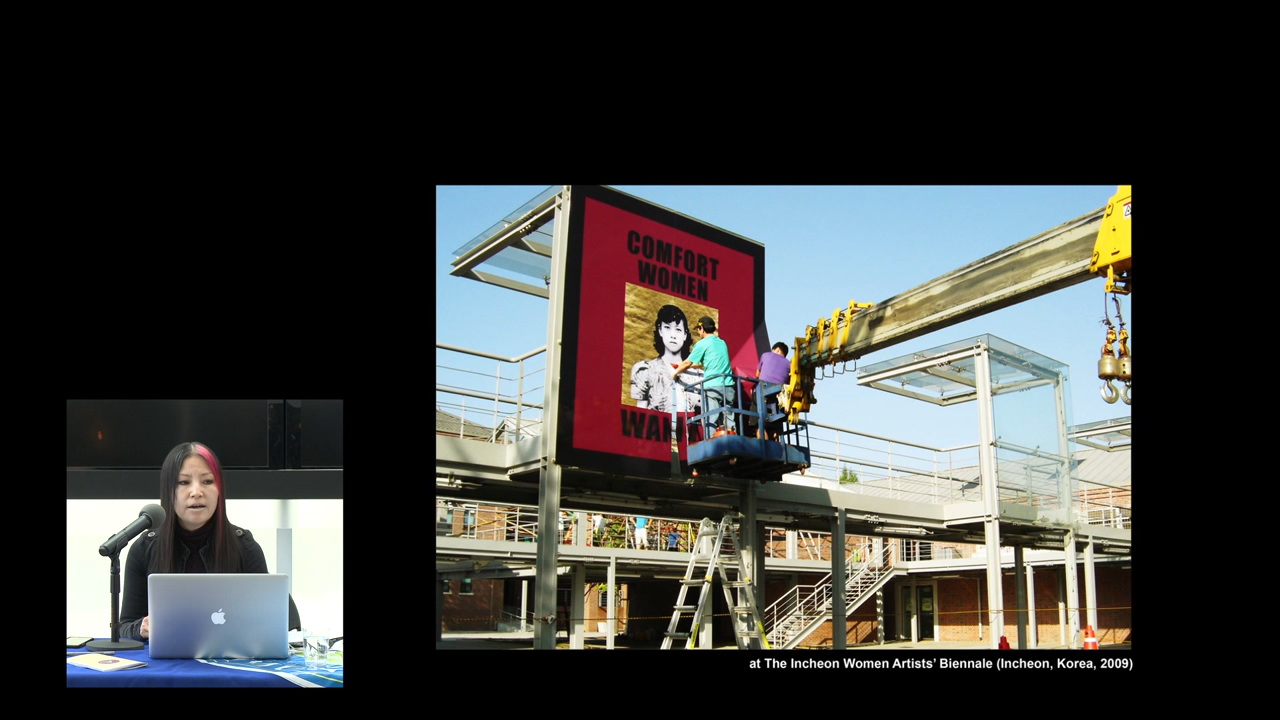 COMFORT
WOMEN
at The Incheon Women Artists’ Biennale (Incheon, Korea, 2009)